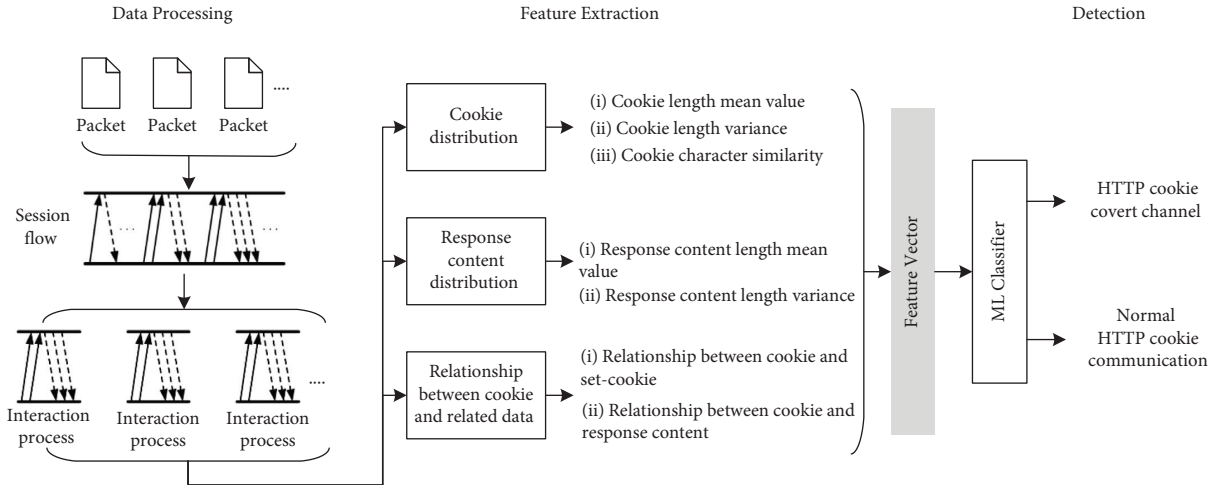 Data Processing
Feature Extraction
Detection
Packet
Packet
Packet
....
Session
flow
...
...
...
Interaction
process
Interaction
process
Interaction
process
....
Cookie
distribution
(i) Cookie length mean value
(ii) Cookie length variance
(iii) Cookie character similarity
Response
content
distribution
(i) Response content length mean
value
(ii) Response content length variance
Relationship
between cookie
and related data
(i) Relationship between cookie and
set-cookie
(ii) Relationship between cookie and
response content
Feature Vector
ML Classifier
HTTP cookie
covert channel
Normal
HTTP cookie
communication